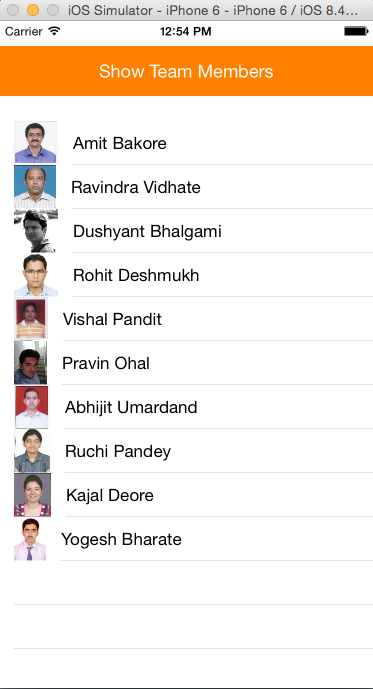 iOS Simulator - iPhone 6 - iPhone 6 / iOS 8.4...
Carrier 12:54 PM
Show Team Members
Amit Bakore
Ravindra Vidhate
Dushyant Bhalgami
Rohit Deshmukh
Vishal Pandit
Pravin Ohal
Abhijit Umardand
Ruchi Pandey
Kajal Deore
Yogesh Bharate